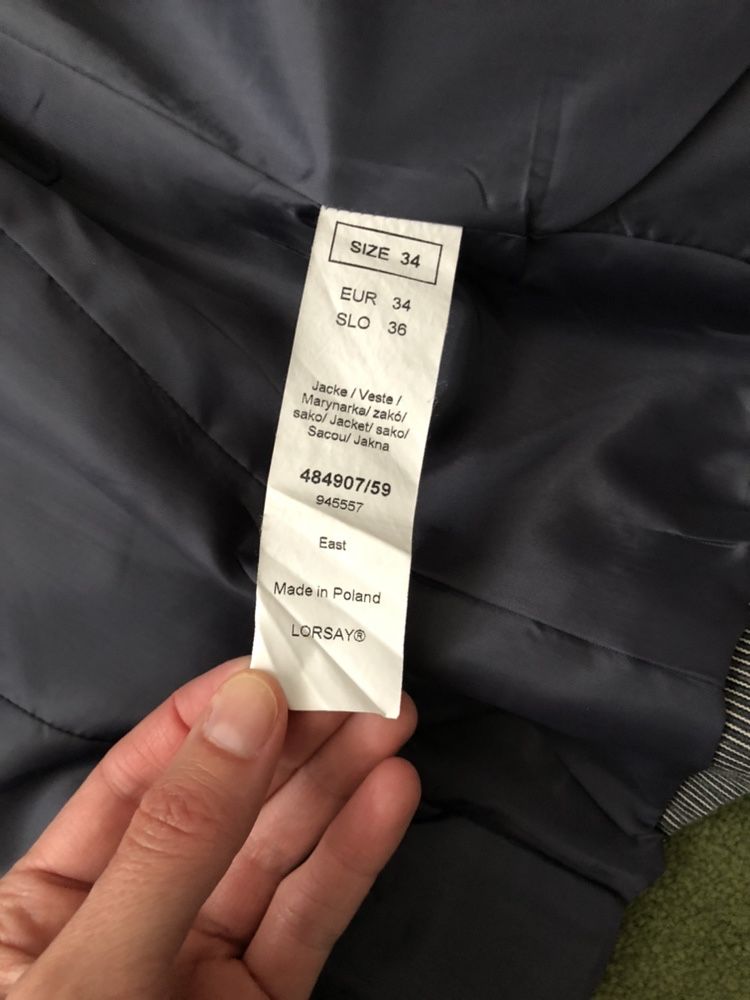 SIZE 34
EUR 34
SLO 36
Jacke / Veste /
Marynarka/ zakó/
sako/ Jacket/ sako/
Sacou/ Jakna
484907/59
945557
East
Made in Poland
LORSAY®